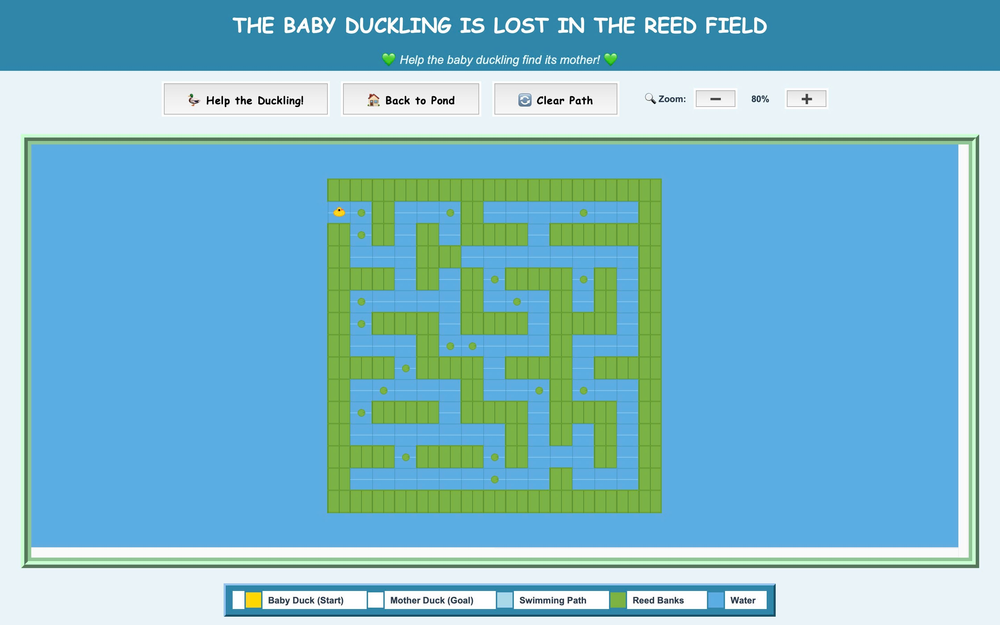 THE BABY DUCKLING IS LOST IN THE REED FIELD
💚 Help the baby duckling find its mother! 💚
🦆 Help the Duckling!
🏠 Back to Pond
🔄 Clear Path
🔍 Zoom:
−
80%
+
Baby Duck (Start)
Mother Duck (Goal)
Swimming Path
Reed Banks
Water